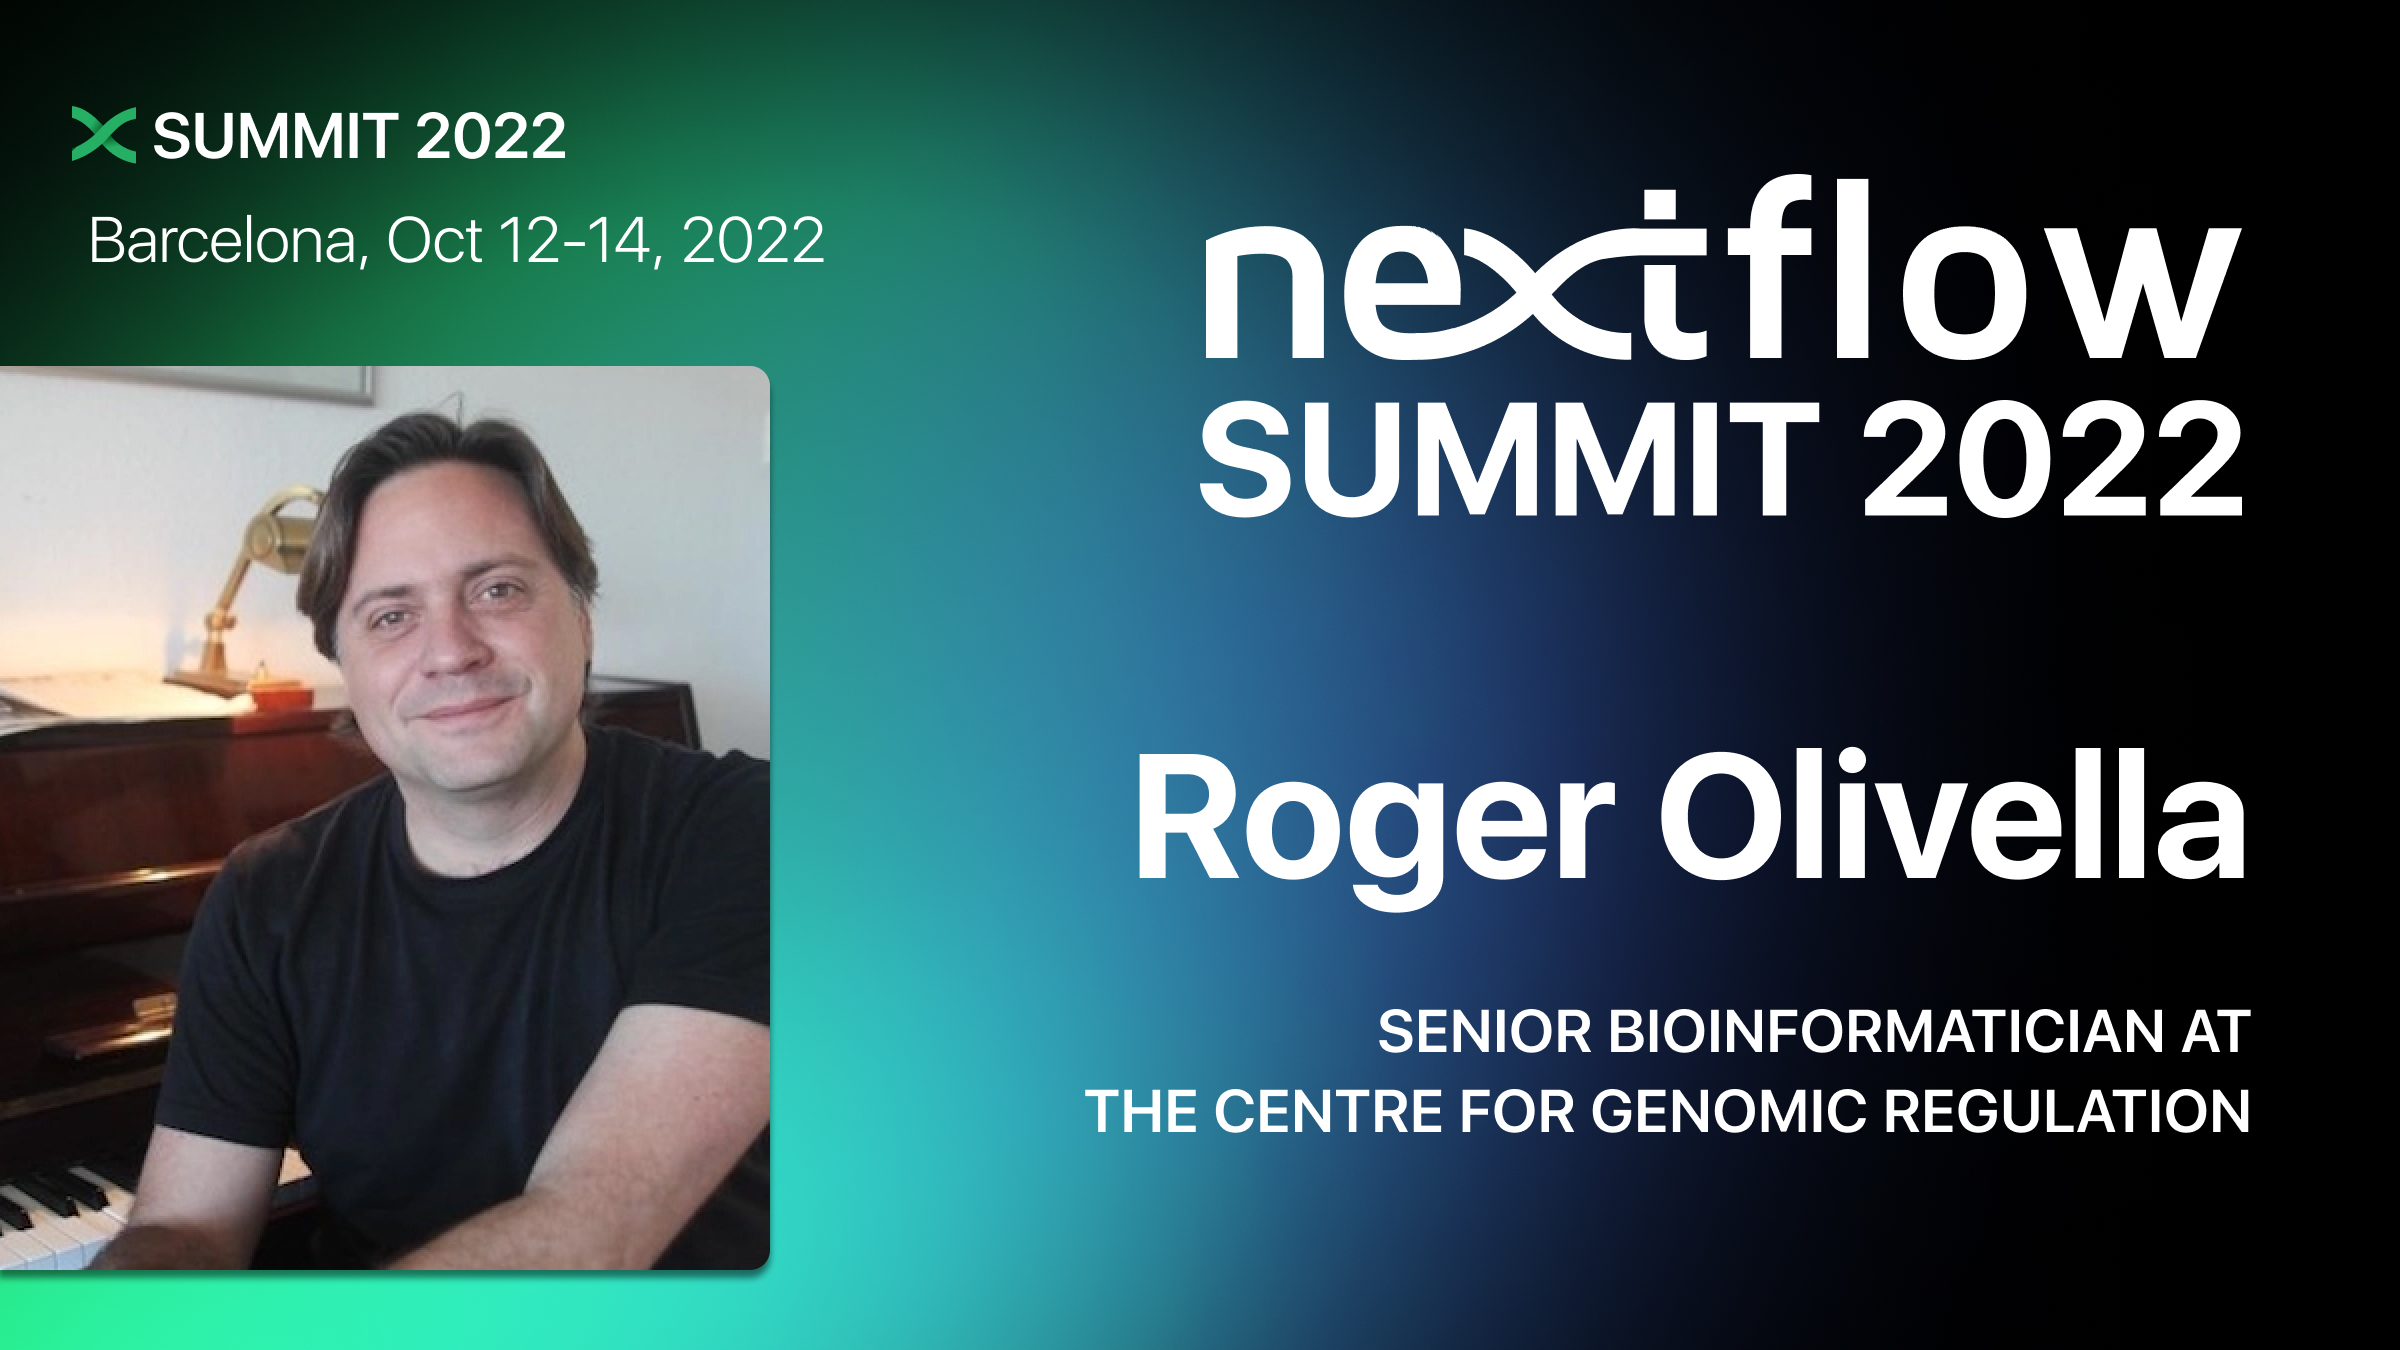 SUMMIT 2022
Barcelona, Oct 12-14, 2022
nextflow
SUMMIT 2022
Roger Olivella
SENIOR BIOINFORMATICIAN AT
THE CENTRE FOR GENOMIC REGULATION